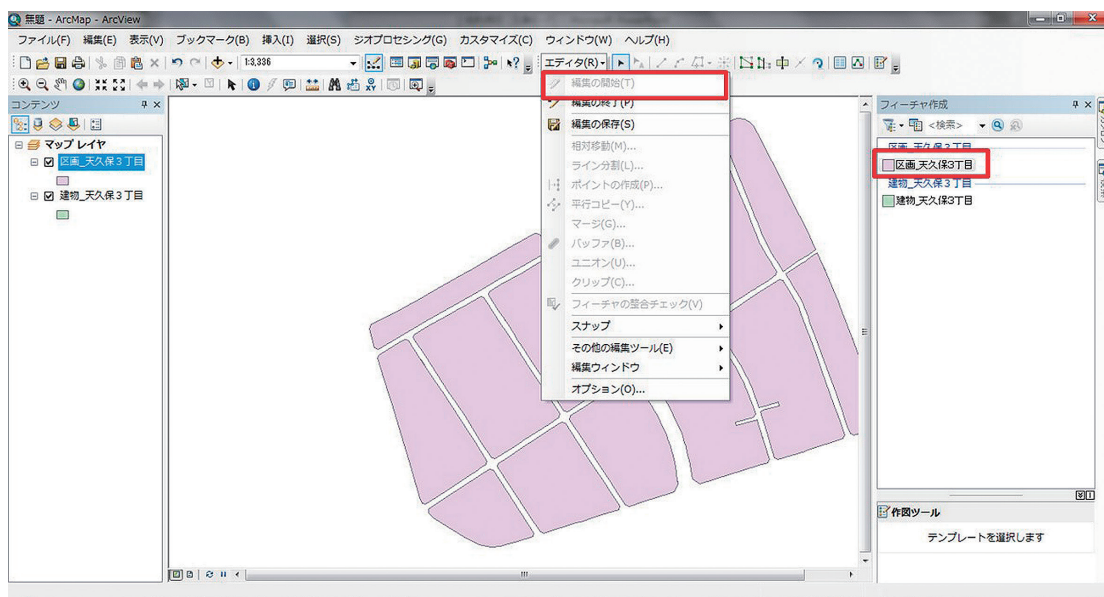 無題 - ArcMap - ArcView
ファイル(F) 編集(E) 表示(V) ブックマーク(B) 挿入(I) 選択(S) ジオプロセシング(G) カスタマイズ(C) ウィンドウ(W) ヘルプ(H)
1:3,336
エディタ(R)
編集の開始(T)
編集の終了(P)
編集の保存(S)
相対移動(M)...
ライン分割(L)...
ポイントの作成(P)...
平行コピー(Y)...
マージ(G)...
バッファ(B)...
ユニオン(U)...
クリップ(C)...
フィーチャの整合チェック(V)
スナップ
その他の編集ツール(E)
編集ウィンドウ
オプション(O)...
コンテンツ
マップ レイヤ
区画_天久保3丁目
建物_天久保3丁目
フィーチャ作成
<検索>
区画_天久保3丁目
区画_天久保3丁目
建物_天久保3丁目
建物_天久保3丁目
作図ツール
テンプレートを選択します